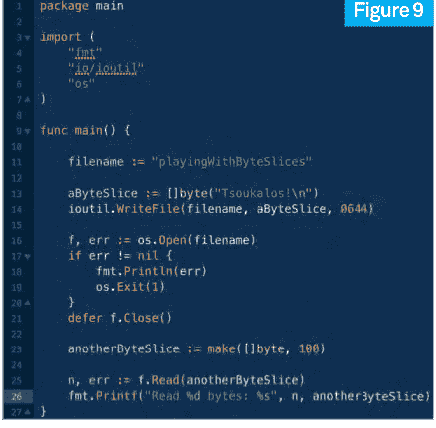 Figure 9
1 package main
2
3 import (
4 "fmt"
5 "io/ioutil"
6 "os"
7 )
8
9 func main() {
10
11 filename := "playingWithByteSlices"
12
13 aByteSlice := []byte("Tsoukalos!\n")
14 ioutil.WriteFile(filename, aByteSlice, 0644)
15
16 f, err := os.Open(filename)
17 if err != nil {
18 fmt.Println(err)
19 os.Exit(1)
20 }
21 defer f.Close()
22
23 anotherByteSlice := make([]byte, 100)
24
25 n, err := f.Read(anotherByteSlice)
26 fmt.Printf("Read %d bytes: %s", n, anotherByteSlice)
27 }